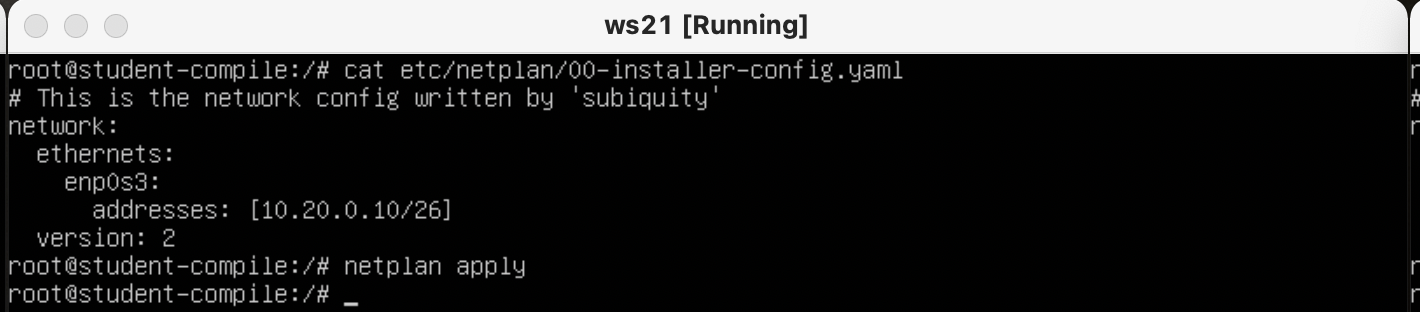 ws21 [Running]
root@student-compile:/# cat etc/netplan/00-installer-config.yaml
# This is the network config written by 'subiquity'
network:
  ethernets:
    enp0s3:
      addresses: [10.20.0.10/26]
  version: 2
root@student-compile:/# netplan apply
root@student-compile:/# _